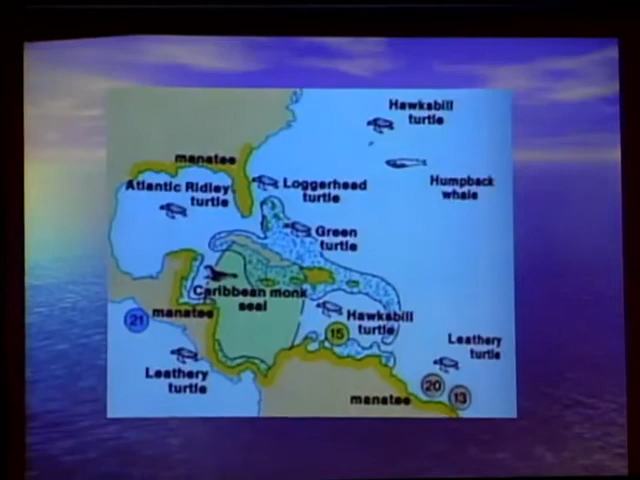 Hawksbill
turtle
manatee
Humpback
whale
Atlantic Ridley
turtle
Loggerhead
turtle
Green
turtle
Caribbean monk
seal
manatee
Hawksbill
turtle
21
15
Leathery
turtle
Leathery
turtle
20
13
manatee